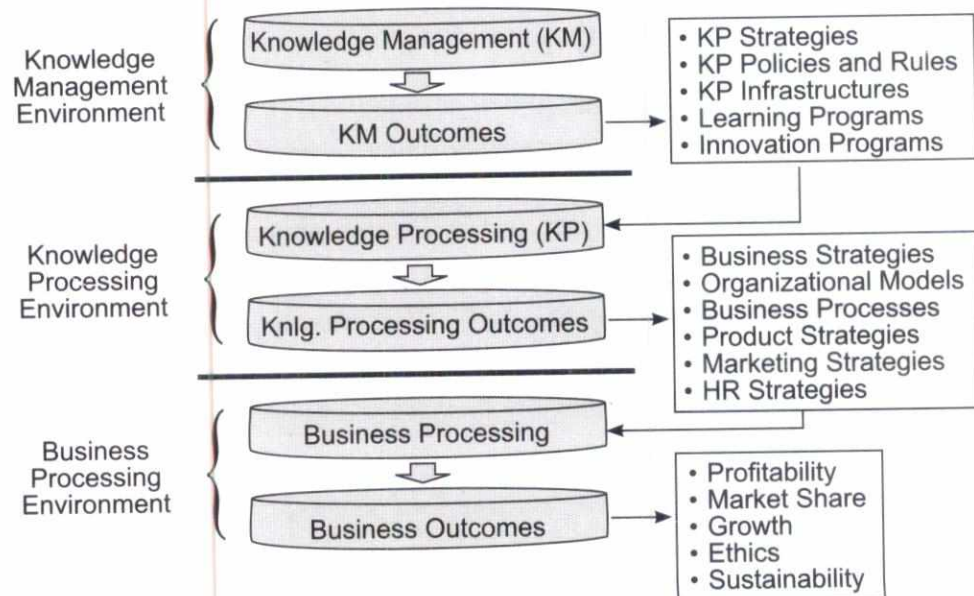 Knowledge
Management
Environment
Knowledge Management (KM)
KM Outcomes
• KP Strategies
• KP Policies and Rules
• KP Infrastructures
• Learning Programs
• Innovation Programs
Knowledge
Processing
Environment
Knowledge Processing (KP)
Knlg. Processing Outcomes
• Business Strategies
• Organizational Models
• Business Processes
• Product Strategies
• Marketing Strategies
• HR Strategies
Business
Processing
Environment
Business Processing
Business Outcomes
• Profitability
• Market Share
• Growth
• Ethics
• Sustainability